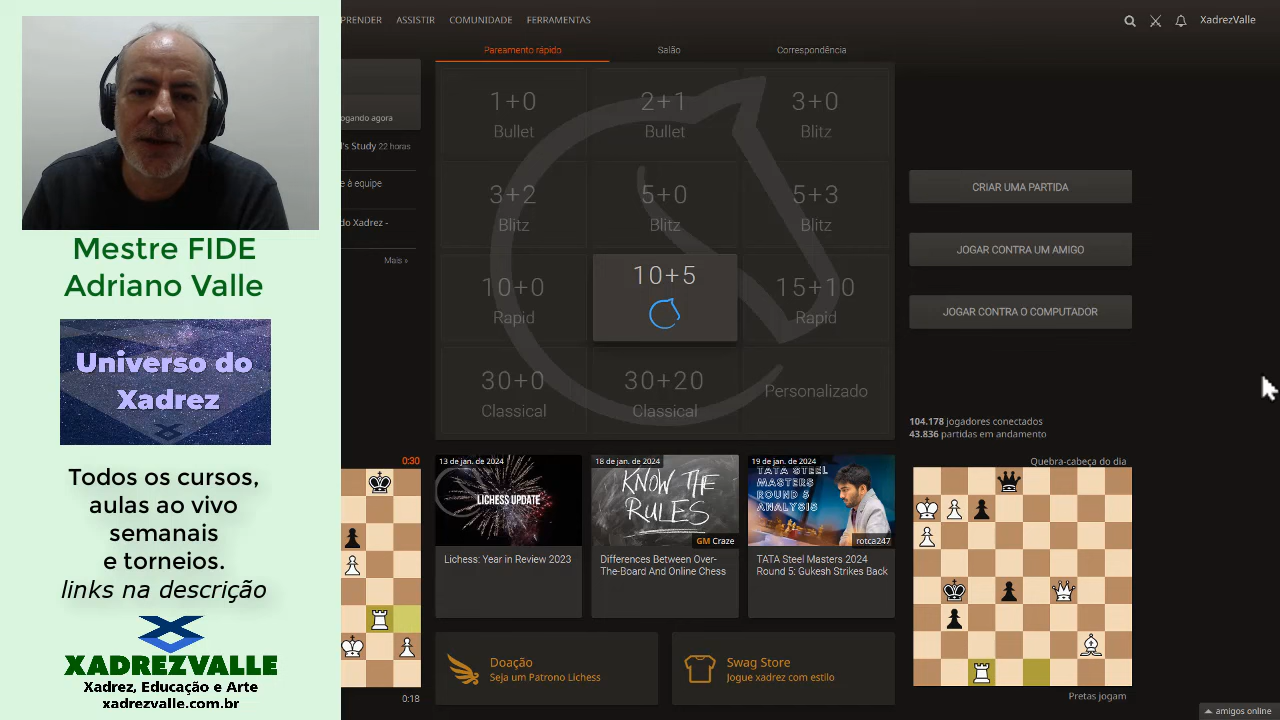 PRENDER ASSISTIR COMUNIDADE FERRAMENTAS
XadrezValle
Pareamento rápido Salão Correspondência
1+0
Bullet
2+1
Bullet
3+0
Blitz
3+2
Blitz
5+0
Blitz
5+3
Blitz
10+0
Rapid
10+5
15+10
Rapid
30+0
Classical
30+20
Classical
Personalizado
ogando agora
l's Study 22 horas
e à equipe
do Xadrez -
Mais »
CRIAR UMA PARTIDA
JOGAR CONTRA UM AMIGO
JOGAR CONTRA O COMPUTADOR
104.178 jogadores conectados
43.836 partidas em andamento
Mestre FIDE
Adriano Valle
Universo do
Xadrez
Todos os cursos,
aulas ao vivo
semanais
e torneios.
links na descrição
XADREZVALLE
Xadrez, Educação e Arte
xadrezvalle.com.br
0:30
0:18
13 de jan. de 2024
LICHESS UPDATE
Lichess: Year in Review 2023
18 de jan. de 2024
KNOW THE
RULES
GM Craze
Differences Between Over-
The-Board And Online Chess
19 de jan. de 2024
TATA STEEL
MASTERS
ROUND 5
ANALYSIS
rotca247
TATA Steel Masters 2024
Round 5: Gukesh Strikes Back
Doação
Seja um Patrono Lichess
Swag Store
Jogue xadrez com estilo
Quebra-cabeça do dia
Pretas jogam
amigos online